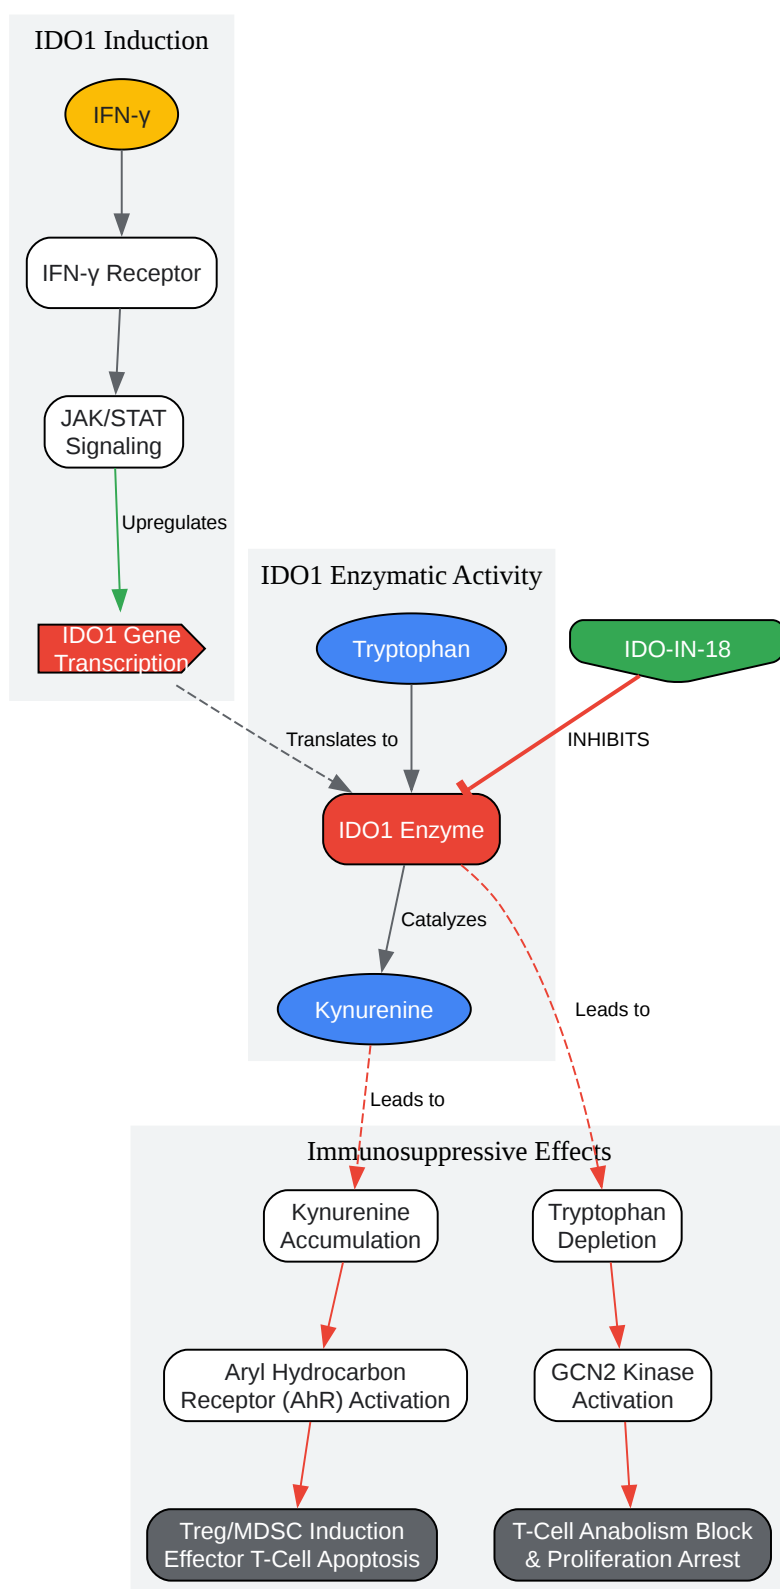 IDO1 Induction
IFN-γ
IFN-γ Receptor
JAK/STAT
Signaling
Upregulates
IDO1 Gene
Transcription
IDO1 Enzymatic Activity
Tryptophan
IDO-IN-18
Translates to
INHIBITS
IDO1 Enzyme
Catalyzes
Kynurenine
Leads to
Leads to
Immunosuppressive Effects
Kynurenine
Accumulation
Tryptophan
Depletion
Aryl Hydrocarbon
Receptor (AhR) Activation
GCN2 Kinase
Activation
Treg/MDSC Induction
Effector T-Cell Apoptosis
T-Cell Anabolism Block
& Proliferation Arrest